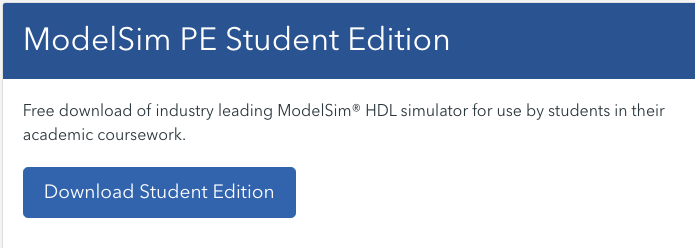 ModelSim PE Student Edition
Free download of industry leading ModelSim® HDL simulator for use by students in their
academic coursework.
Download Student Edition